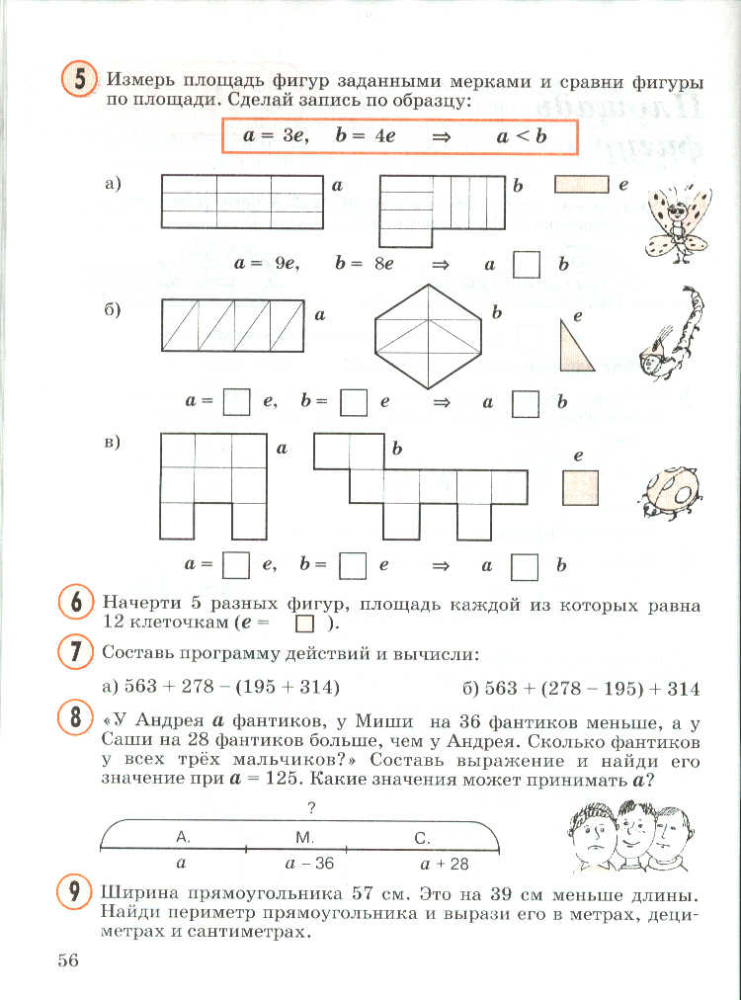 5 Измерь площадь фигур заданными мерками и сравни фигуры
по площади. Сделай запись по образцу:
a = 3e, b = 4e ⇒ a < b
а) a b e
a = 9e, b = 8e ⇒ a □ b
б) a b e
a = □ e, b = □ e ⇒ a □ b
в) a b e
a = □ e, b = □ e ⇒ a □ b
6 Начерти 5 разных фигур, площадь каждой из которых равна
12 клеточкам (e = □ ).
7 Составь программу действий и вычисли:
а) 563 + 278 – (195 + 314) б) 563 + (278 – 195) + 314
8 «У Андрея a фантиков, у Миши на 36 фантиков меньше, а у
Саши на 28 фантиков больше, чем у Андрея. Сколько фантиков
у всех трёх мальчиков?» Составь выражение и найди его
значение при a = 125. Какие значения может принимать a?
?
А. М. С.
a a – 36 a + 28
9 Ширина прямоугольника 57 см. Это на 39 см меньше длины.
Найди периметр прямоугольника и вырази его в метрах, деци-
метрах и сантиметрах.
56